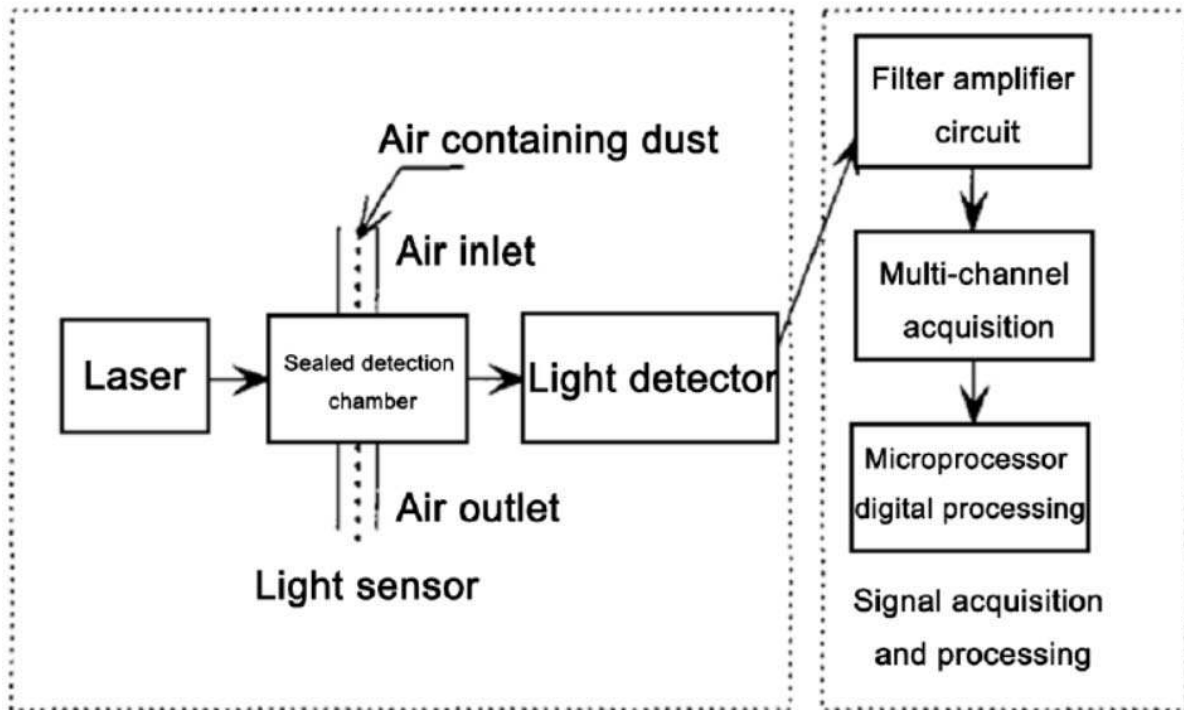 Air containing dust
Air inlet
Laser
Sealed detection
chamber
Light detector
Air outlet
Light sensor
Filter amplifier
circuit
Multi-channel
acquisition
Microprocessor
digital processing
Signal acquisition
and processing